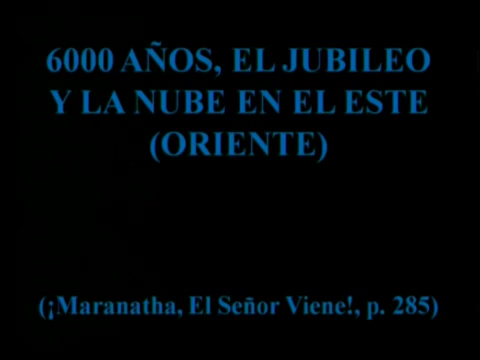 6000 AÑOS, EL JUBILEO
Y LA NUBE EN EL ESTE
(ORIENTE)
(¡Maranatha, El Señor Viene!, p. 285)